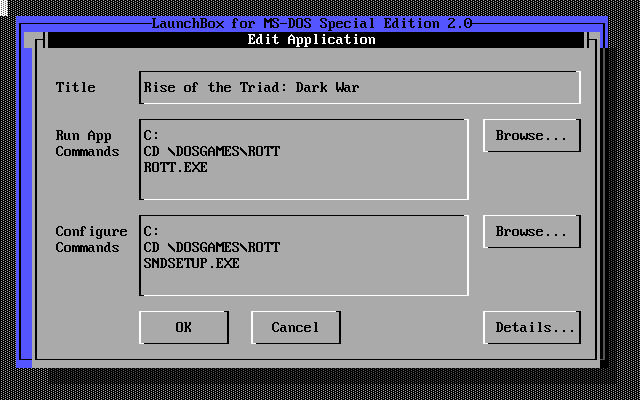 LaunchBox for MS-DOS Special Edition 2.0
Edit Application
Title
Rise of the Triad: Dark War
Run App
Commands
C:
CD \DOSGAMES\ROTT
ROTT.EXE
Browse...
Configure
Commands
C:
CD \DOSGAMES\ROTT
SNDSETUP.EXE
Browse...
OK
Cancel
Details...